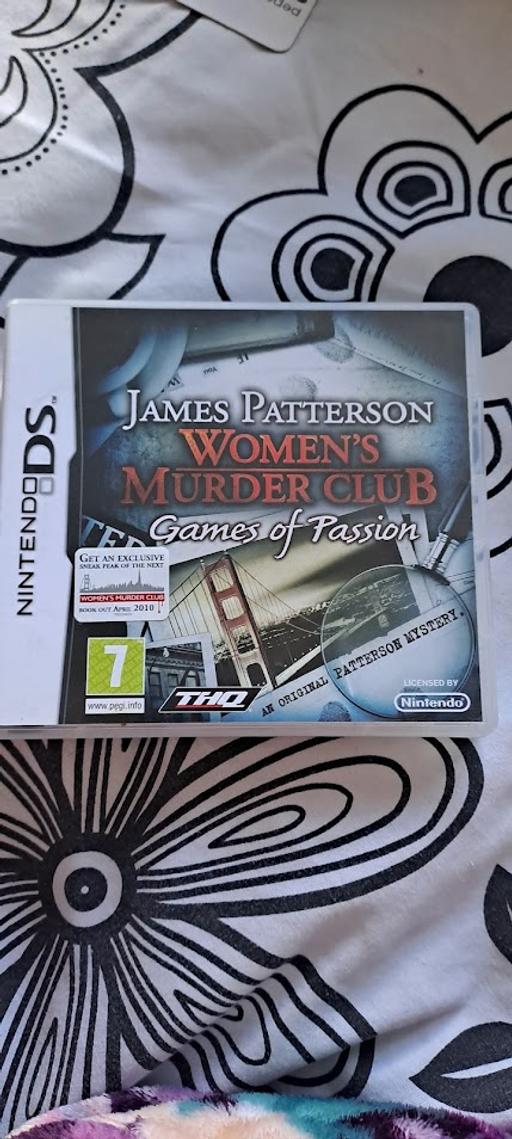 NINTENDO DS™
JAMES PATTERSON
WOMEN'S
MURDER CLUB
Games of Passion
GET AN EXCLUSIVE
SNEAK PEAK OF THE NEXT
WOMEN'S MURDER CLUB
BOOK OUT APRIL 2010
7
www.pegi.info
THQ
AN ORIGINAL PATTERSON MYSTERY.
LICENSED BY
Nintendo